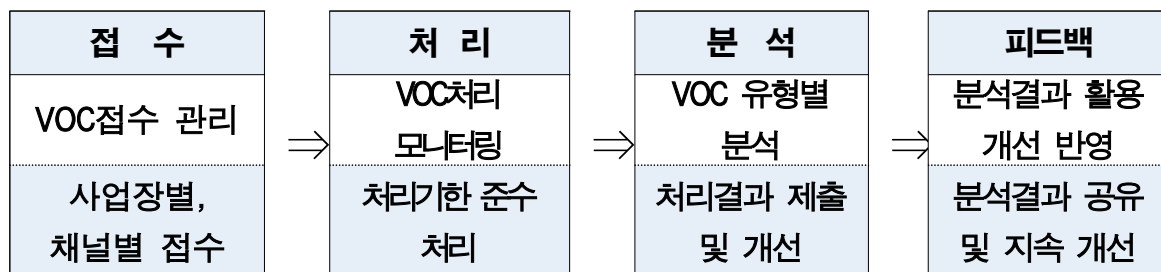 접 수
VOC접수 관리
사업장별,
채널별 접수
⇒
처 리
VOC처리
모니터링
처리기한 준수
처리
⇒
분 석
VOC 유형별
분석
처리결과 제출
및 개선
⇒
피드백
분석결과 활용
개선 반영
분석결과 공유
및 지속 개선